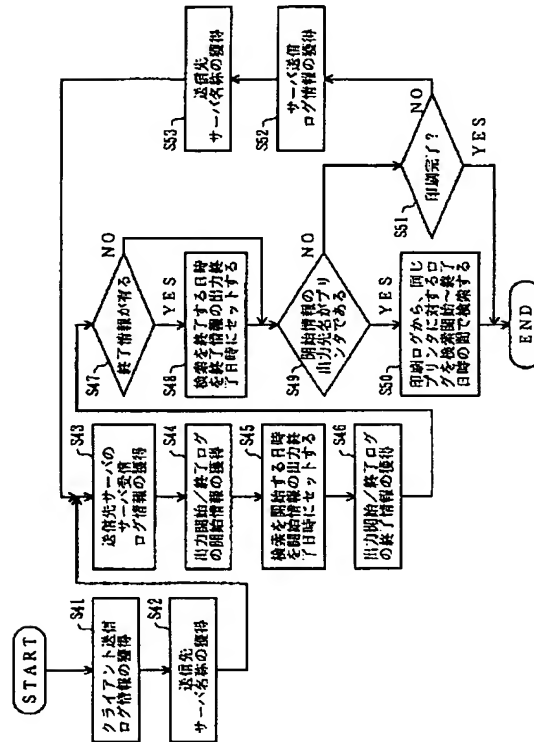 START
S41
クライアント送信
ログ情報の獲得
S42
送信先
サーバ名称の獲得
S43
送信先サーバの
サーバ受信
ログ情報の獲得
S44
出力開始／終了ログ
の開始情報の獲得
S45
検索を開始する日時
を開始情報の出力終
了日時にセットする
S46
出力開始／終了ログ
の終了情報の獲得
S47
終了情報が有る
NO
YES
S48
検索を終了する日時
を終了情報の出力終
了日時にセットする
S49
開始情報の
出力先名がプリ
ンタである
NO
YES
S50
印刷ログから、同じ
プリンタに対するロ
グを検索開始～終了
日時の間で検索する
S51
印刷完了？
NO
YES
S52
サーバ送信
ログ情報の獲得
S53
送信先
サーバ名称の獲得
END